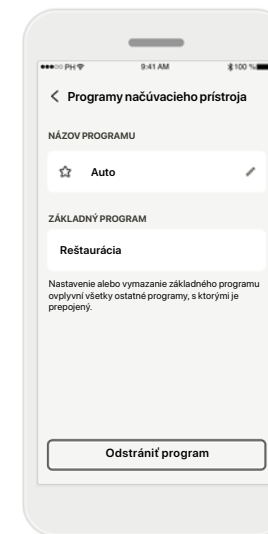 PH 9:41 AM 100 %
Programy načúvacieho prístroja
NÁZOV PROGRAMU
Auto
ZÁKLADNÝ PROGRAM
Reštaurácia
Nastavenie alebo vymazanie základného programu
ovplyvní všetky ostatné programy, s ktorými je
prepojený.
Odstrániť program